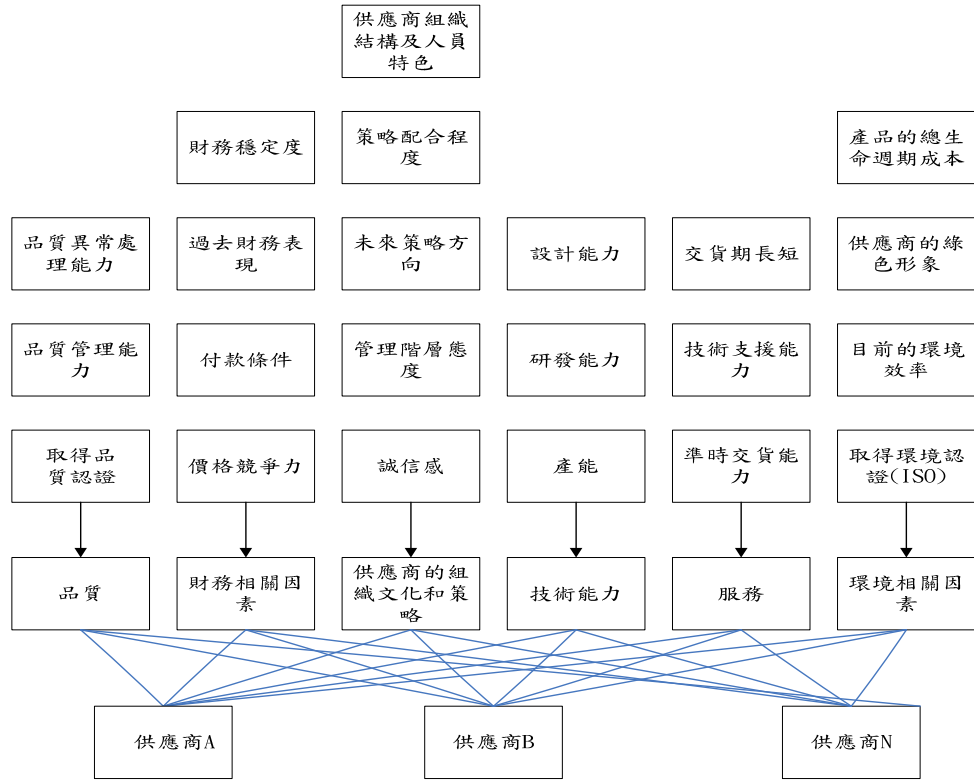 供應商組織
結構及人員
特色
財務穩定度
策略配合程
度
產品的總生
命週期成本
品質異常處
理能力
過去財務表
現
未來策略方
向
設計能力
交貨期長短
供應商的綠
色形象
品質管理能
力
付款條件
管理階層態
度
研發能力
技術支援能
力
目前的環境
效率
取得品
質認證
價格競爭力
誠信感
產能
準時交貨能
力
取得環境認
證(ISO)
品質
財務相關因
素
供應商的組
織文化和策
略
技術能力
服務
環境相關因
素
供應商A
供應商B
供應商N